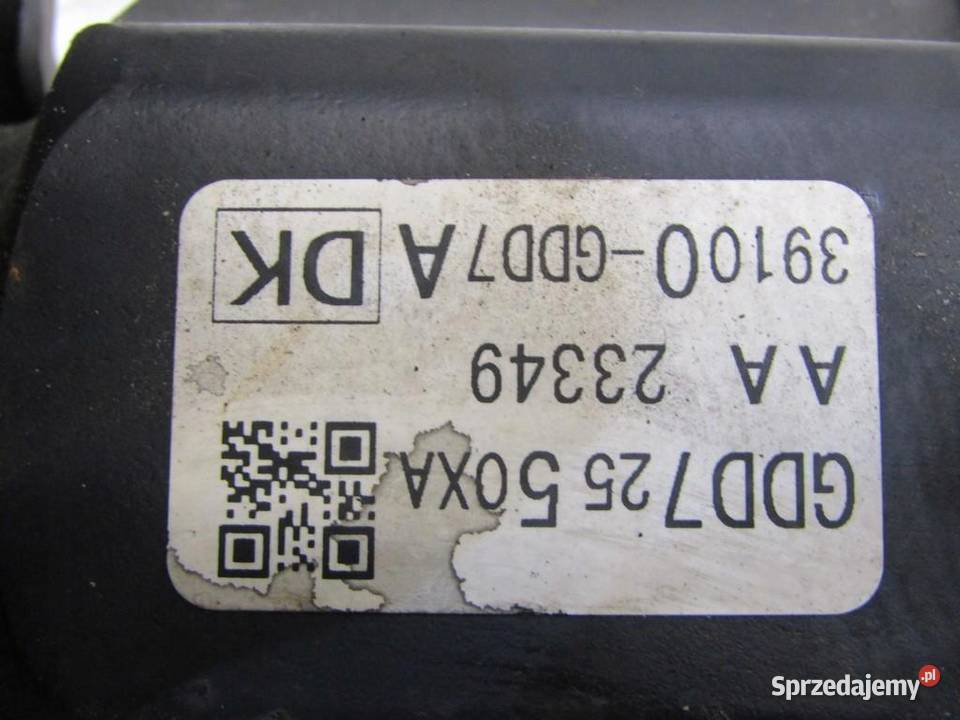 GDD7 25 50XA
AA 23349
39100-GDD7A DK
Sprzedajemy.pl